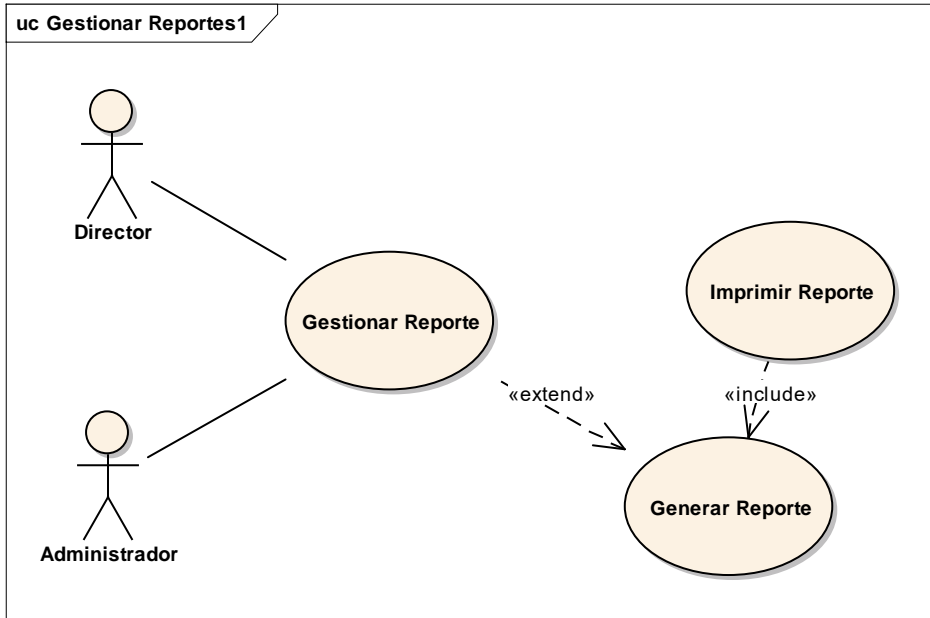 uc Gestionar Reportes1
Director
Gestionar Reporte
Imprimir Reporte
«extend»
«include»
Generar Reporte
Administrador